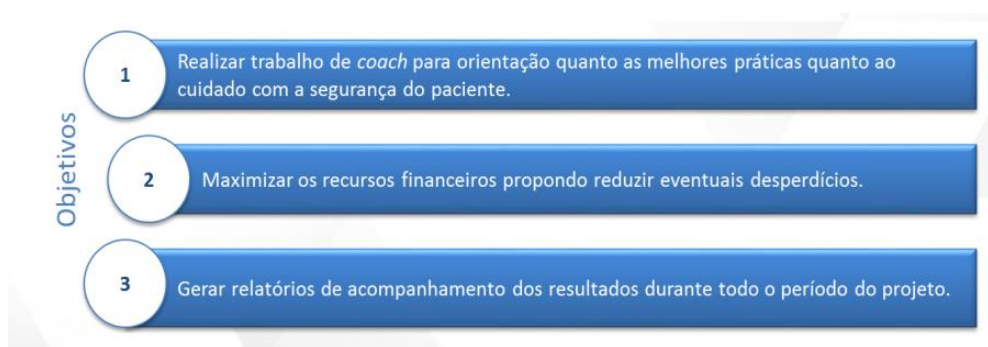 Objetivos
1
Realizar trabalho de coach para orientação quanto as melhores práticas quanto ao
cuidado com a segurança do paciente.
2
Maximizar os recursos financeiros propondo reduzir eventuais desperdícios.
3
Gerar relatórios de acompanhamento dos resultados durante todo o período do projeto.